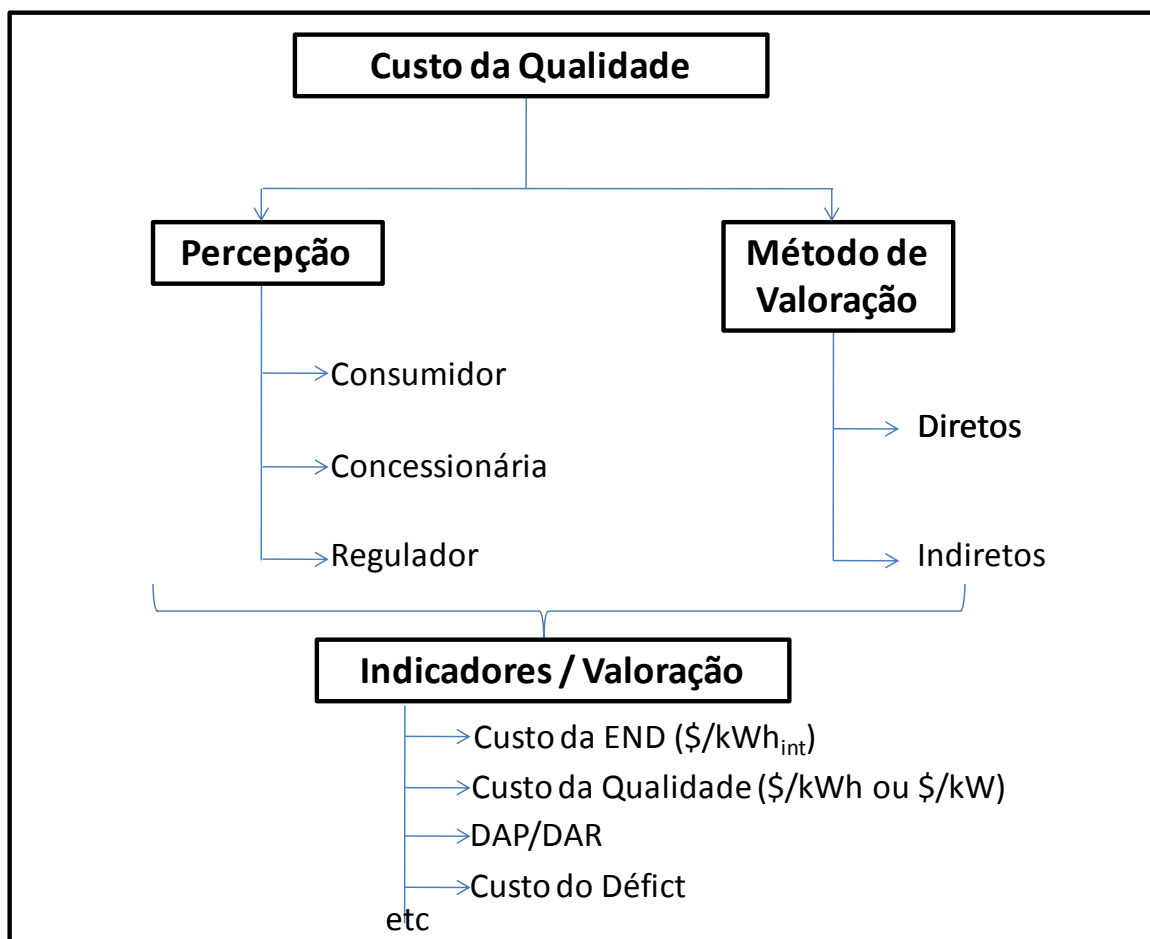 Custo da Qualidade
Percepção
Consumidor
Concessionária
Regulador
Método de
Valoração
Diretos
Indiretos
Indicadores / Valoração
Custo da END ($/kWhint)
Custo da Qualidade ($/kWh ou $/kW)
DAP/DAR
Custo do Défict
etc